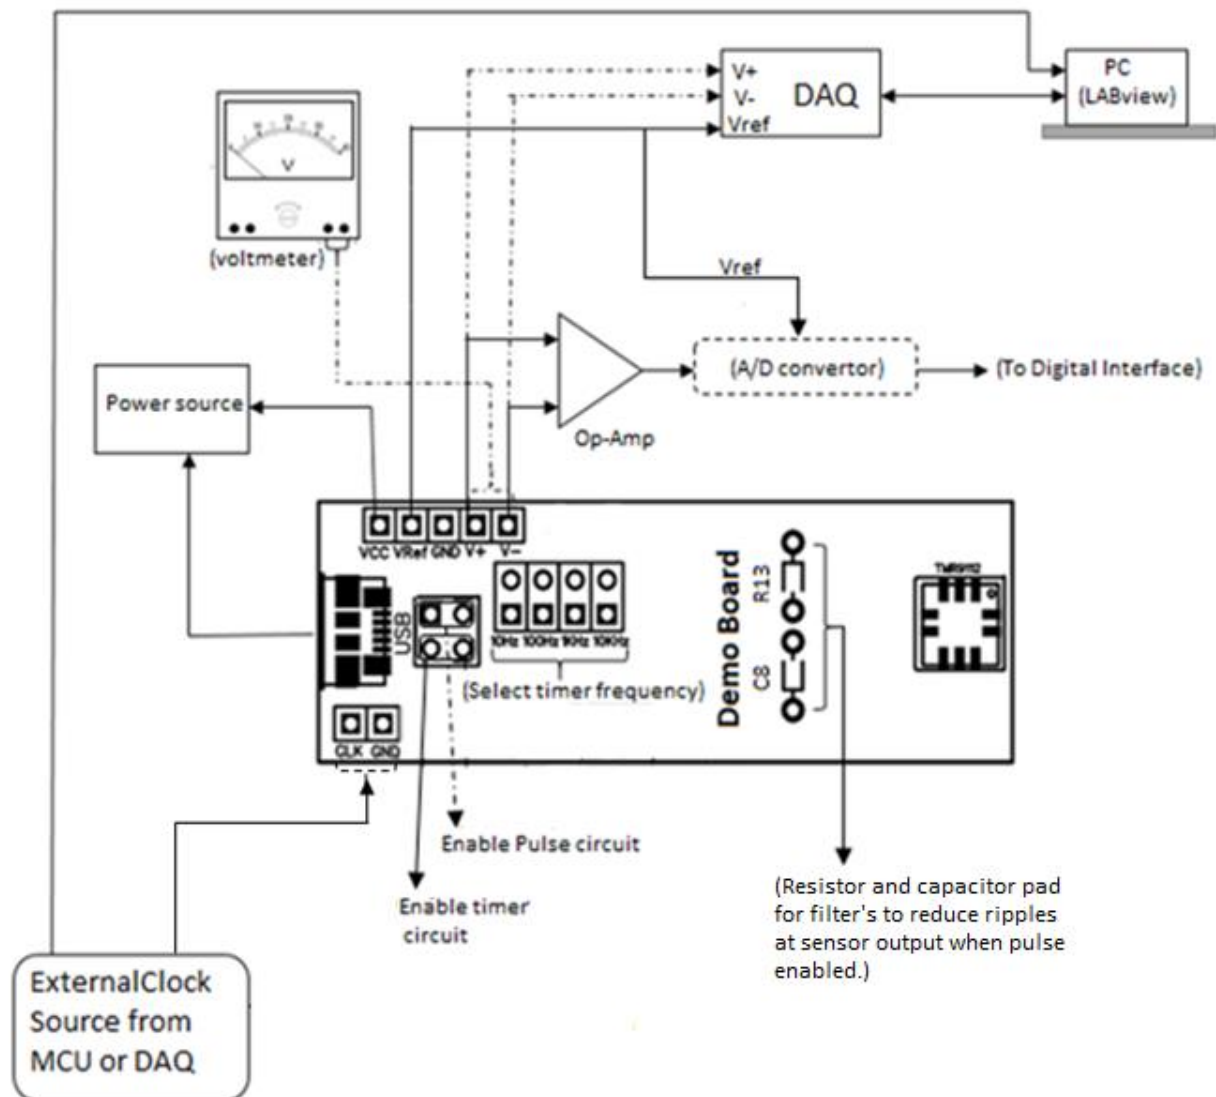 PC
(LABview)
V+
V-
Vref
DAQ
V
(voltmeter)
Vref
(A/D convertor)
(To Digital Interface)
Power source
Op-Amp
VCC VRef GND V+ V-
USB
10Hz 100Hz 1KHz 10KHz
(Select timer frequency)
Demo Board
R13
C8
CLK GND
Enable Pulse circuit
Enable timer
circuit
(Resistor and capacitor pad
for filter's to reduce ripples
at sensor output when pulse
enabled.)
ExternalClock
Source from
MCU or DAQ